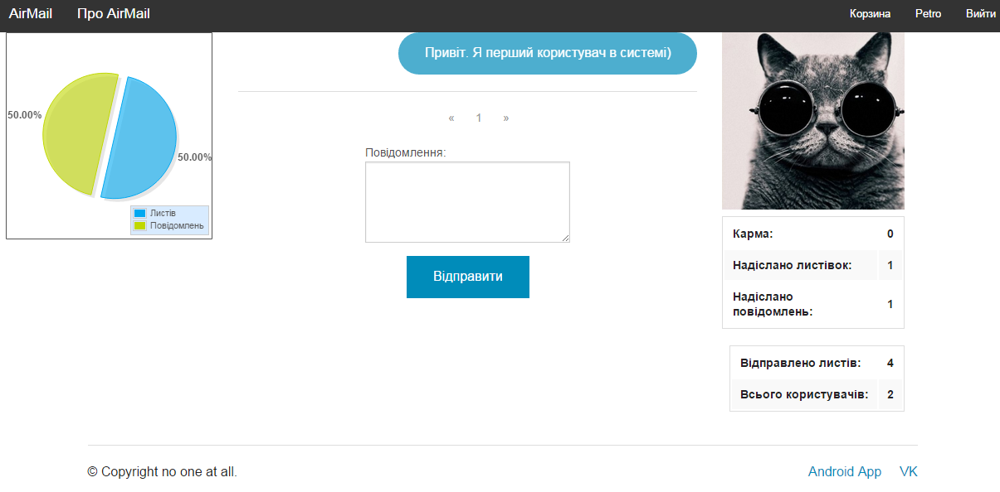 AirMail Про AirMail Корзина Petro Выйти
50.00%
50.00%
Листів
Повідомлень
Привіт. Я перший користувач в системі)
« 1 »
Повідомлення:
Відправити
Карма: 0
Надіслано листівок: 1
Надіслано
повідомлень: 1
Відправлено листів: 4
Всього користувачів: 2
© Copyright no one at all. Android App VK